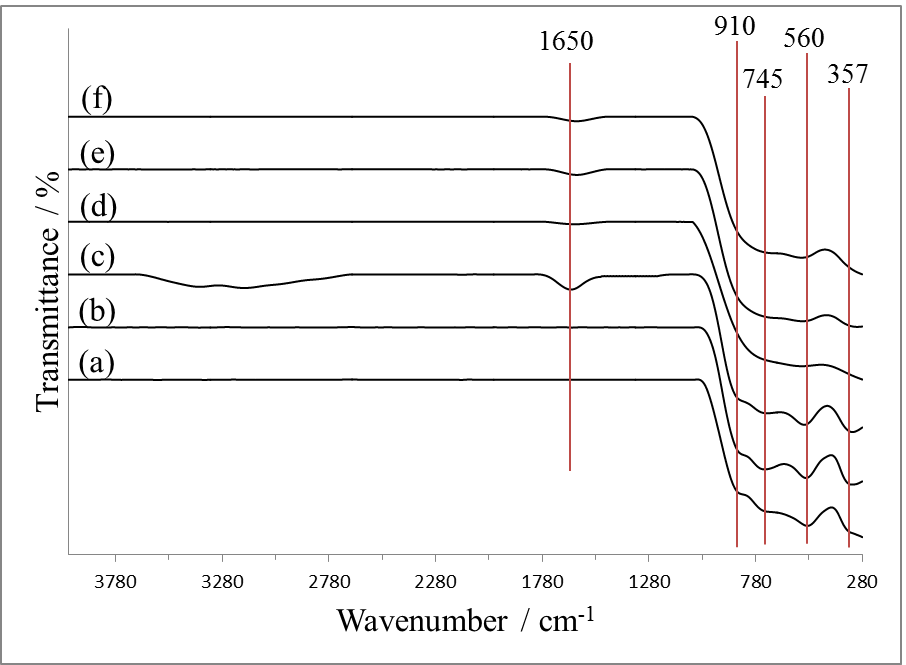 910
1650
560
745
357
(f)
(e)
(d)
(c)
(b)
(a)
Transmittance / %
3780 3280 2780 2280 1780 1280 780 280
Wavenumber / cm⁻¹